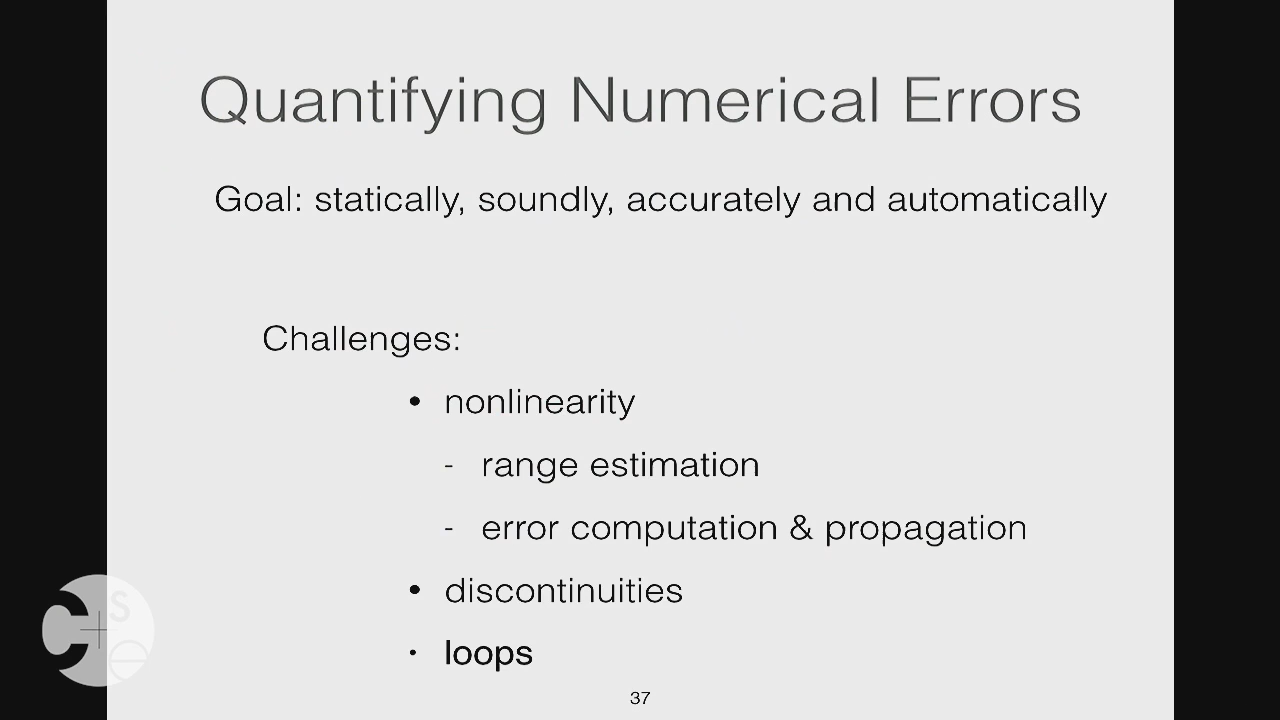 Quantifying Numerical Errors
Goal: statically, soundly, accurately and automatically
Challenges:
• nonlinearity
- range estimation
- error computation & propagation
• discontinuities
• loops
37
C+se